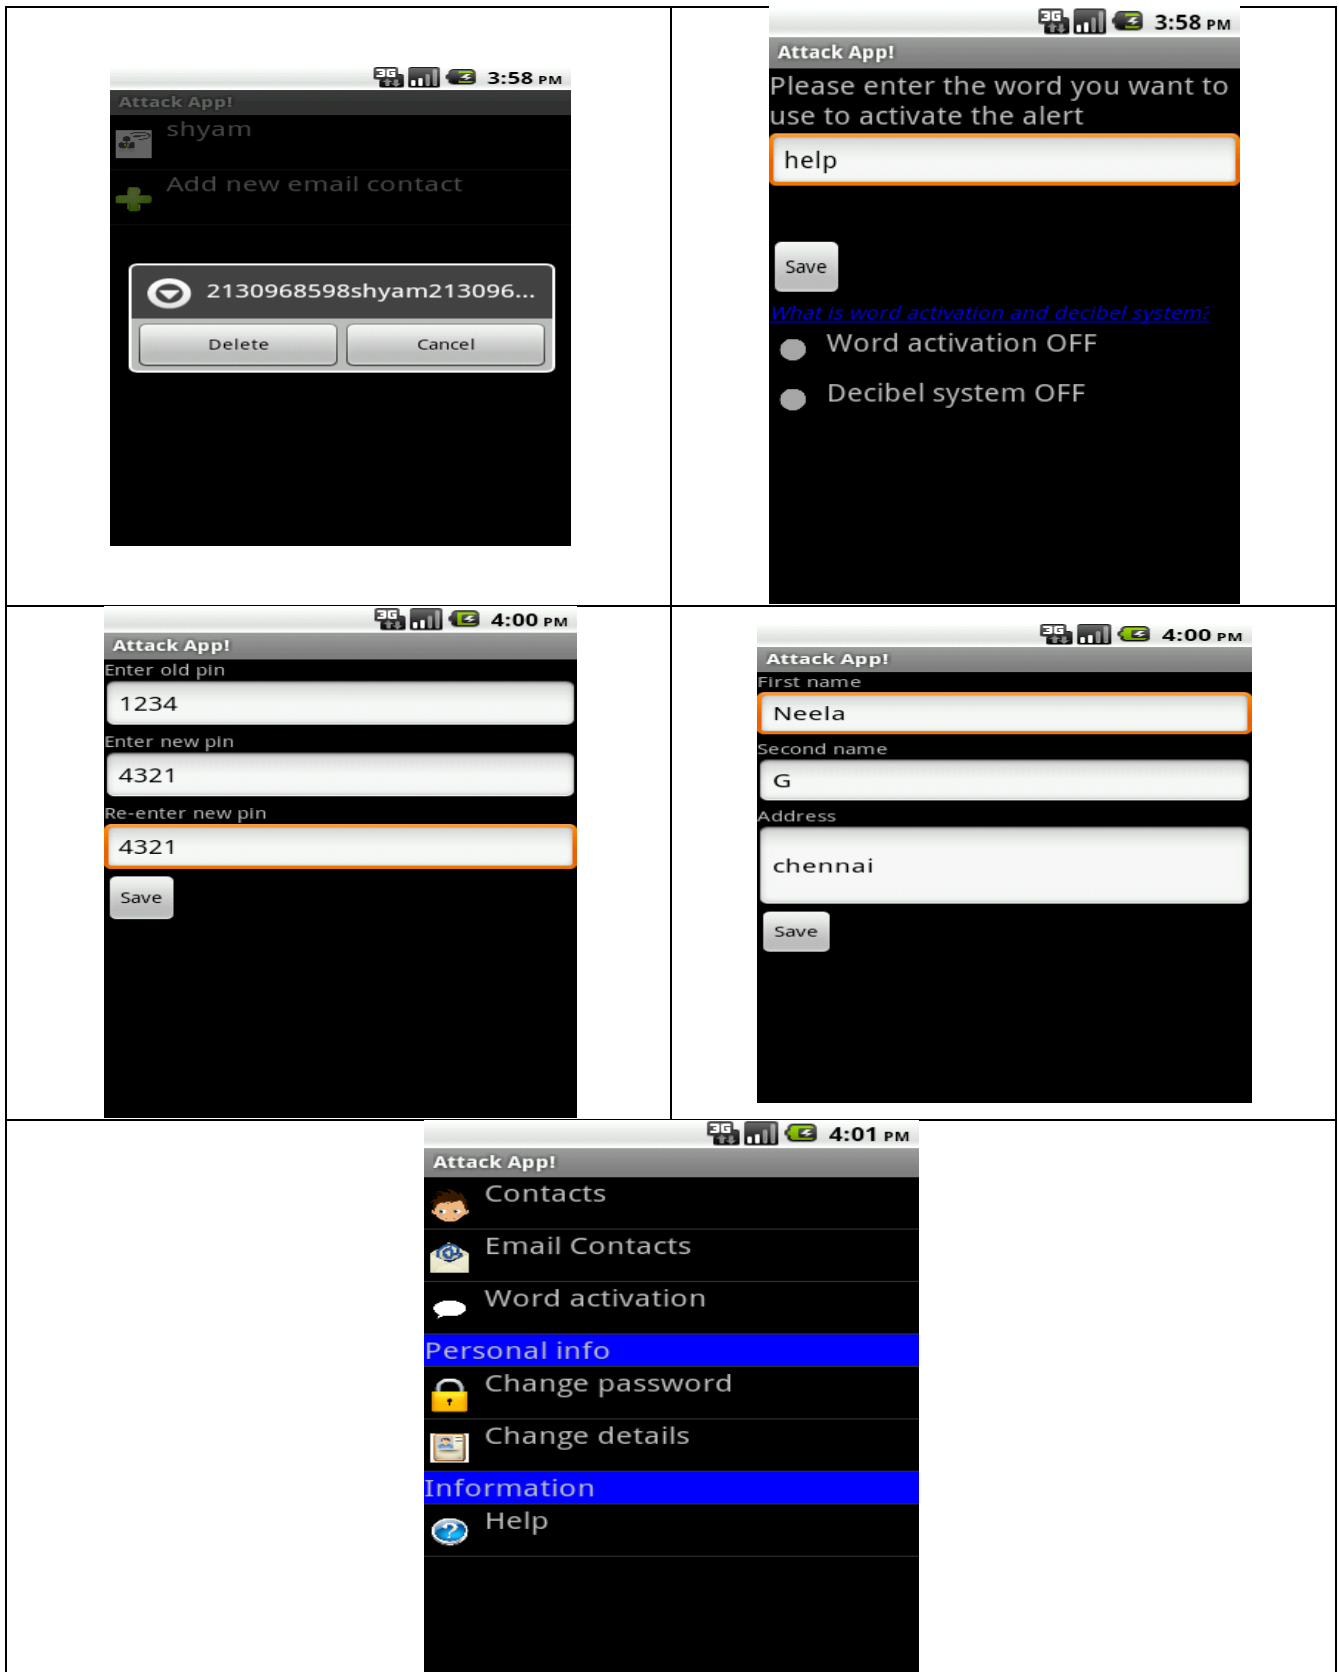 3G 3:58 PM
Attack App!
shyam
Add new email contact
2130968598shyam213096...
Delete Cancel
3G 3:58 PM
Attack App!
Please enter the word you want to
use to activate the alert
help
Save
What is word activation and decibel system?
Word activation OFF
Decibel system OFF
3G 4:00 PM
Attack App!
Enter old pin
1234
Enter new pin
4321
Re-enter new pin
4321
Save
3G 4:00 PM
Attack App!
First name
Neela
Second name
G
Address
chennai
Save
3G 4:01 PM
Attack App!
Contacts
Email Contacts
Word activation
Personal info
Change password
Change details
Information
Help